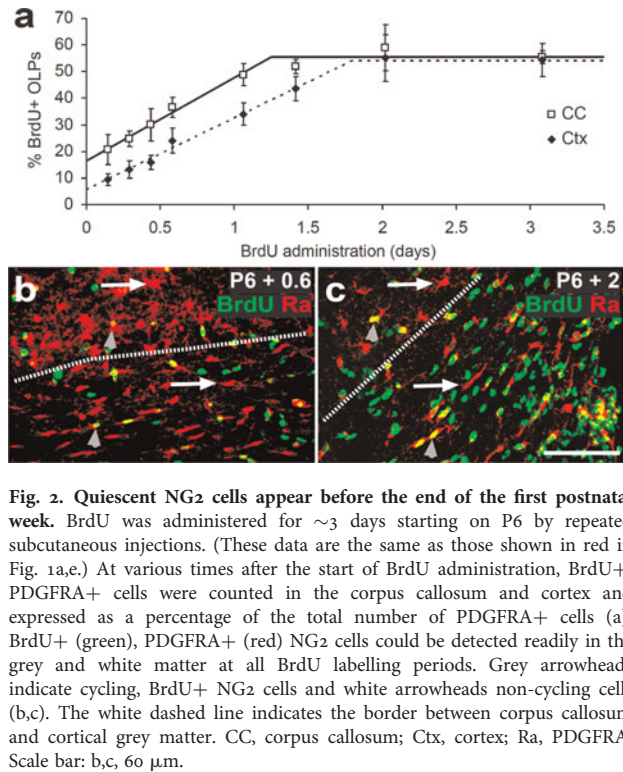 a
70
60
50
40
30
20
10
0
% BrdU+ OLPs
CC
Ctx
0 0.5 1 1.5 2 2.5 3 3.5
BrdU administration (days)
b P6 + 0.6
BrdU Ra
c P6 + 2
BrdU Ra
Fig. 2. Quiescent NG2 cells appear before the end of the first postnata
week. BrdU was administered for ~3 days starting on P6 by repeate
subcutaneous injections. (These data are the same as those shown in red i
Fig. 1a,e.) At various times after the start of BrdU administration, BrdU+
PDGFRA+ cells were counted in the corpus callosum and cortex an
expressed as a percentage of the total number of PDGFRA+ cells (a)
BrdU+ (green), PDGFRA+ (red) NG2 cells could be detected readily in th
grey and white matter at all BrdU labelling periods. Grey arrowhead
indicate cycling, BrdU+ NG2 cells and white arrowheads non-cycling cell
(b,c). The white dashed line indicates the border between corpus callosu
and cortical grey matter. CC, corpus callosum; Ctx, cortex; Ra, PDGFRA
Scale bar: b,c, 60 μm.